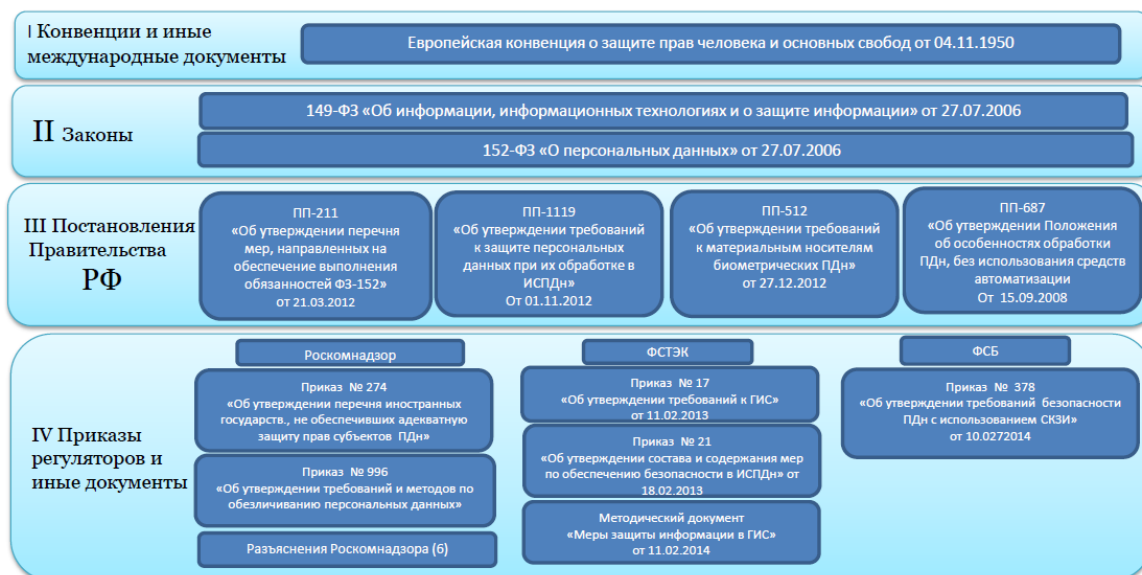 I Конвенции и иные
международные документы
Европейская конвенция о защите прав человека и основных свобод от 04.11.1950
II Законы
149-ФЗ «Об информации, информационных технологиях и о защите информации» от 27.07.2006
152-ФЗ «О персональных данных» от 27.07.2006
III Постановления
Правительства
РФ
ПП-211
«Об утверждении перечня
мер, направленных на
обеспечение выполнения
обязанностей ФЗ-152»
от 21.03.2012
ПП-1119
«Об утверждении требований
к защите персональных
данных при их обработке в
ИСПДн»
От 01.11.2012
ПП-512
«Об утверждении требований
к материальным носителям
биометрических ПДн»
от 27.12.2012
ПП-687
«Об утверждении Положения
об особенностях обработки
ПДн, без использования средств
автоматизации
От 15.09.2008
IV Приказы
регуляторов и
иные документы
Роскомнадзор
Приказ № 274
«Об утверждении перечня иностранных
государств., не обеспечивших адекватную
защиту прав субъектов ПДн»
Приказ № 996
«Об утверждении требований и методов по
обезличиванию персональных данных»
Разъяснения Роскомнадзора (6)
ФСТЭК
Приказ № 17
«Об утверждении требований к ГИС»
от 11.02.2013
Приказ № 21
«Об утверждении состава и содержания мер
по обеспечению безопасности в ИСПДн» от
18.02.2013
Методический документ
«Меры защиты информации в ГИС»
от 11.02.2014
ФСБ
Приказ № 378
«Об утверждении требований безопасности
ПДн с использованием СКЗИ»
от 10.0272014